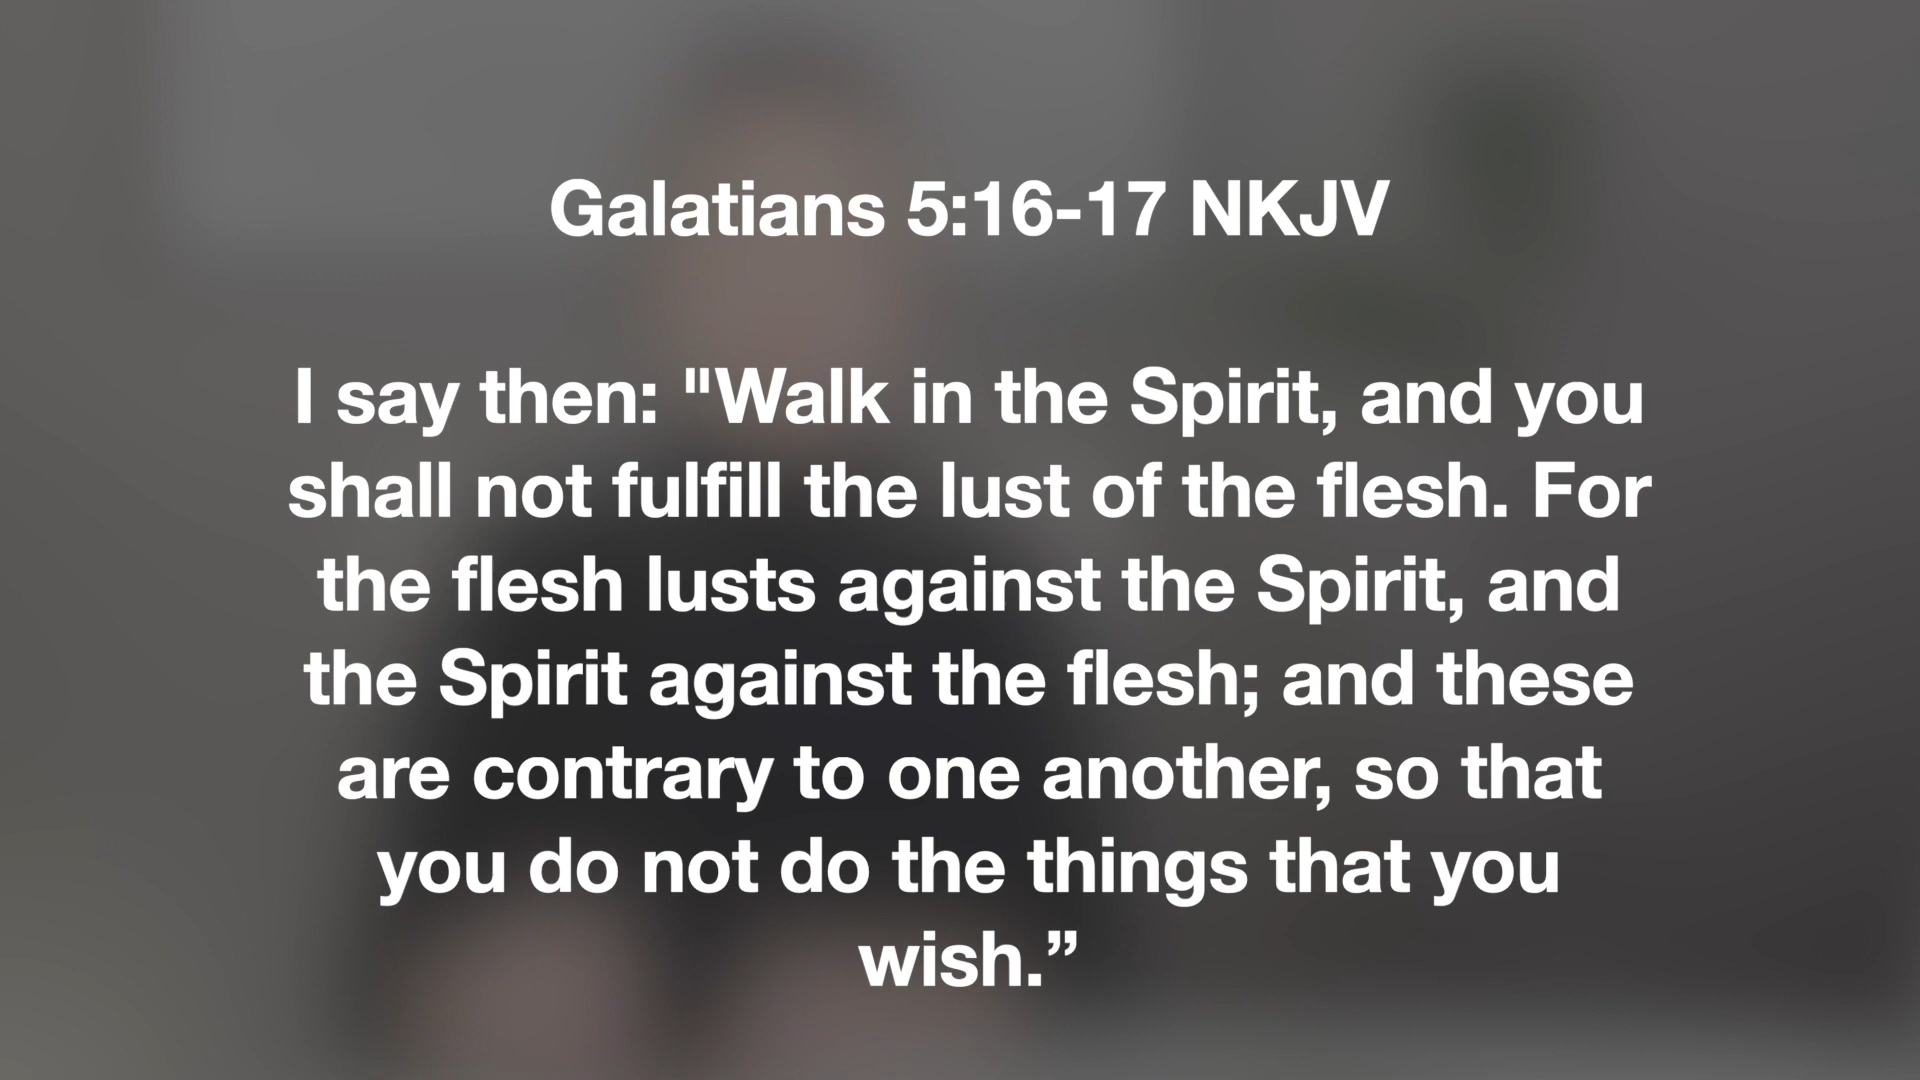 Galatians 5:16-17 NKJV
I say then: "Walk in the Spirit, and you
shall not fulfill the lust of the flesh. For
the flesh lusts against the Spirit, and
the Spirit against the flesh; and these
are contrary to one another, so that
you do not do the things that you
wish.”